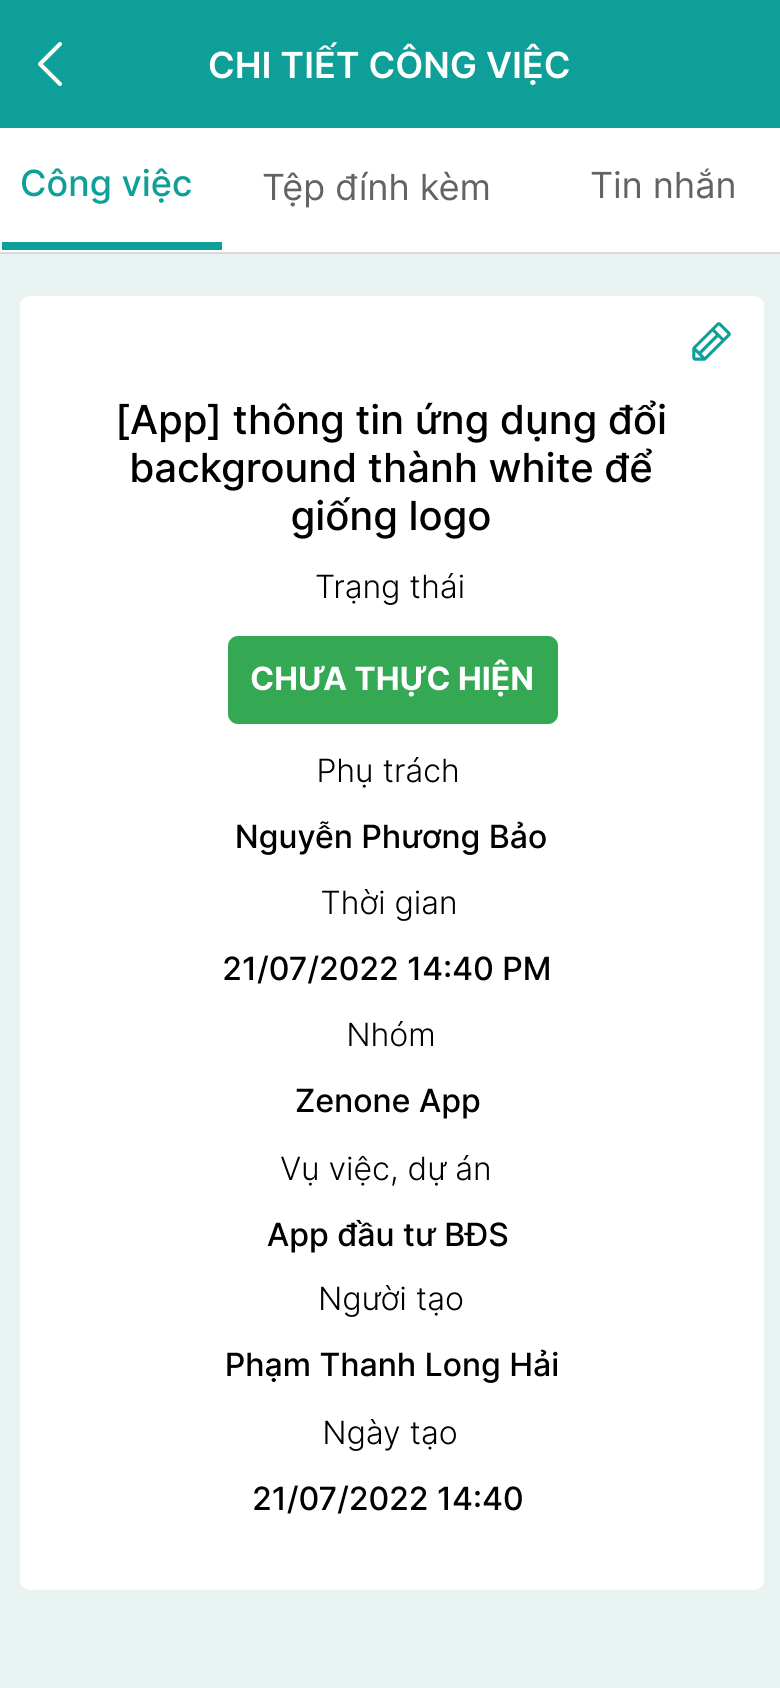 CHI TIẾT CÔNG VIỆC
Công việc
Tệp đính kèm
Tin nhắn
[App] thông tin ứng dụng đổi
background thành white để
giống logo
Trạng thái
CHƯA THỰC HIỆN
Phụ trách
Nguyễn Phương Bảo
Thời gian
21/07/2022 14:40 PM
Nhóm
Zenone App
Vụ việc, dự án
App đầu tư BĐS
Người tạo
Phạm Thanh Long Hải
Ngày tạo
21/07/2022 14:40